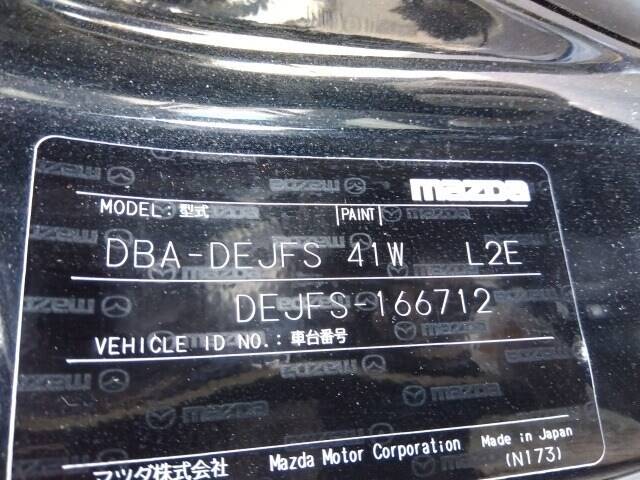 mazda
MODEL:型式 PAINT
DBA-DEJFS 41W L2E
DEJFS-166712
VEHICLE ID NO.:車台番号
マツダ株式会社 Mazda Motor Corporation Made in Japan
(N173)